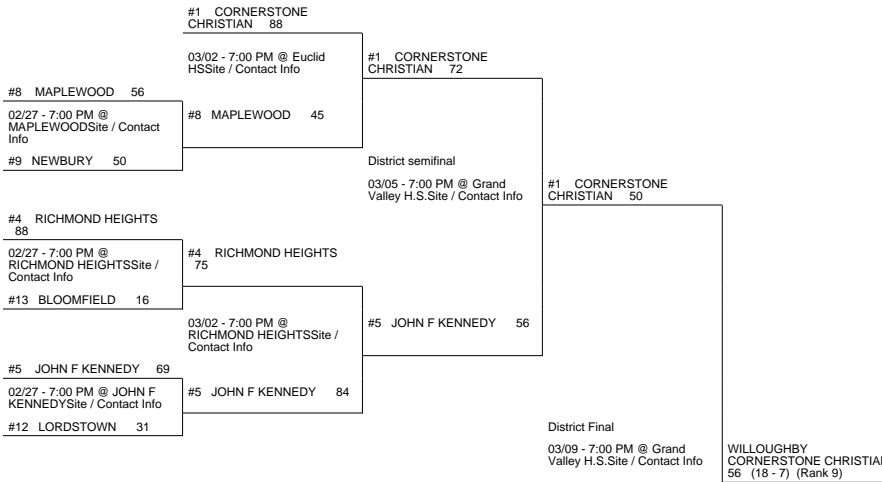 #1 CORNERSTONE
CHRISTIAN 88
03/02 - 7:00 PM @ Euclid
HSSite / Contact Info
#1 CORNERSTONE
CHRISTIAN 72
#8 MAPLEWOOD 56
02/27 - 7:00 PM @
MAPLEWOODSite / Contact
Info
#8 MAPLEWOOD 45
#9 NEWBURY 50
District semifinal
03/05 - 7:00 PM @ Grand
Valley H.S.Site / Contact Info
#1 CORNERSTONE
CHRISTIAN 50
#4 RICHMOND HEIGHTS
88
02/27 - 7:00 PM @
RICHMOND HEIGHTSSite /
Contact Info
#4 RICHMOND HEIGHTS
75
#13 BLOOMFIELD 16
03/02 - 7:00 PM @
RICHMOND HEIGHTSSite /
Contact Info
#5 JOHN F KENNEDY 56
#5 JOHN F KENNEDY 69
02/27 - 7:00 PM @ JOHN F
KENNEDYSite / Contact Info
#5 JOHN F KENNEDY 84
#12 LORDSTOWN 31
District Final
03/09 - 7:00 PM @ Grand
Valley H.S.Site / Contact Info
WILLOUGHBY
CORNERSTONE CHRISTIAN
56 (18 - 7) (Rank 9)